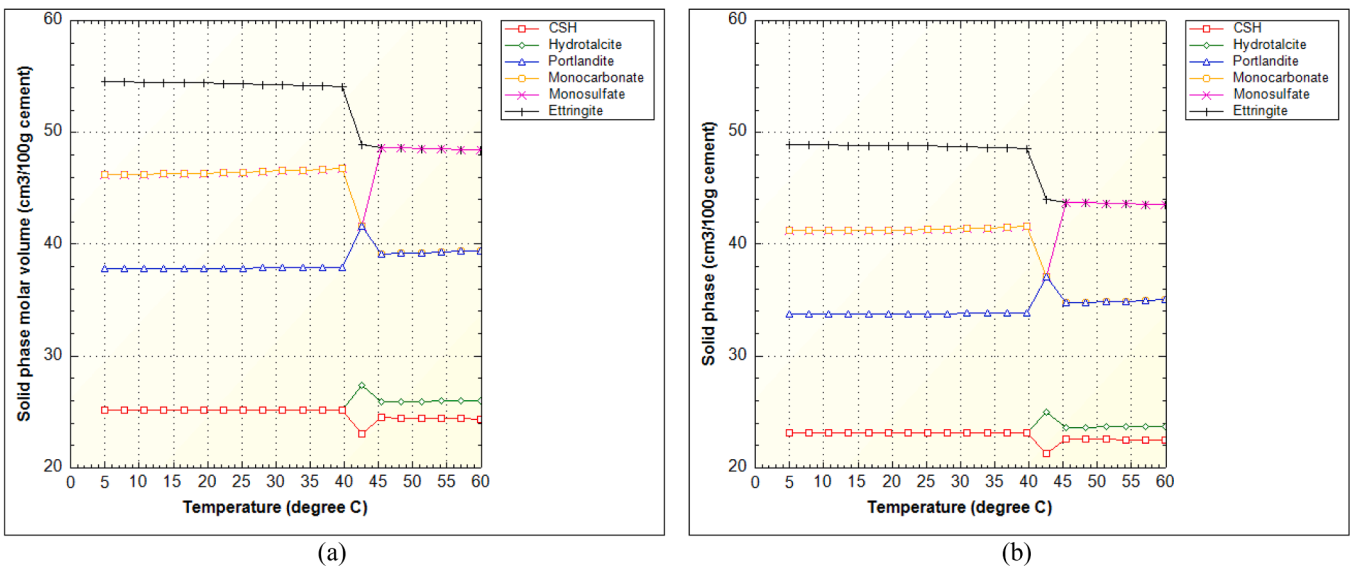 60
50
40
30
20
Solid phase molar volume (cm3/100g cement)
0 5 10 15 20 25 30 35 40 45 50 55 60
Temperature (degree C)
CSH
Hydrotalcite
Portlandite
Monocarbonate
Monosulfate
Ettringite
(a)
60
50
40
30
20
Solid phase (cm3/100g cement)
0 5 10 15 20 25 30 35 40 45 50 55 60
Temperature (degree C)
CSH
Hydrotalcite
Portlandite
Monocarbonate
Monosulfate
Ettringite
(b)